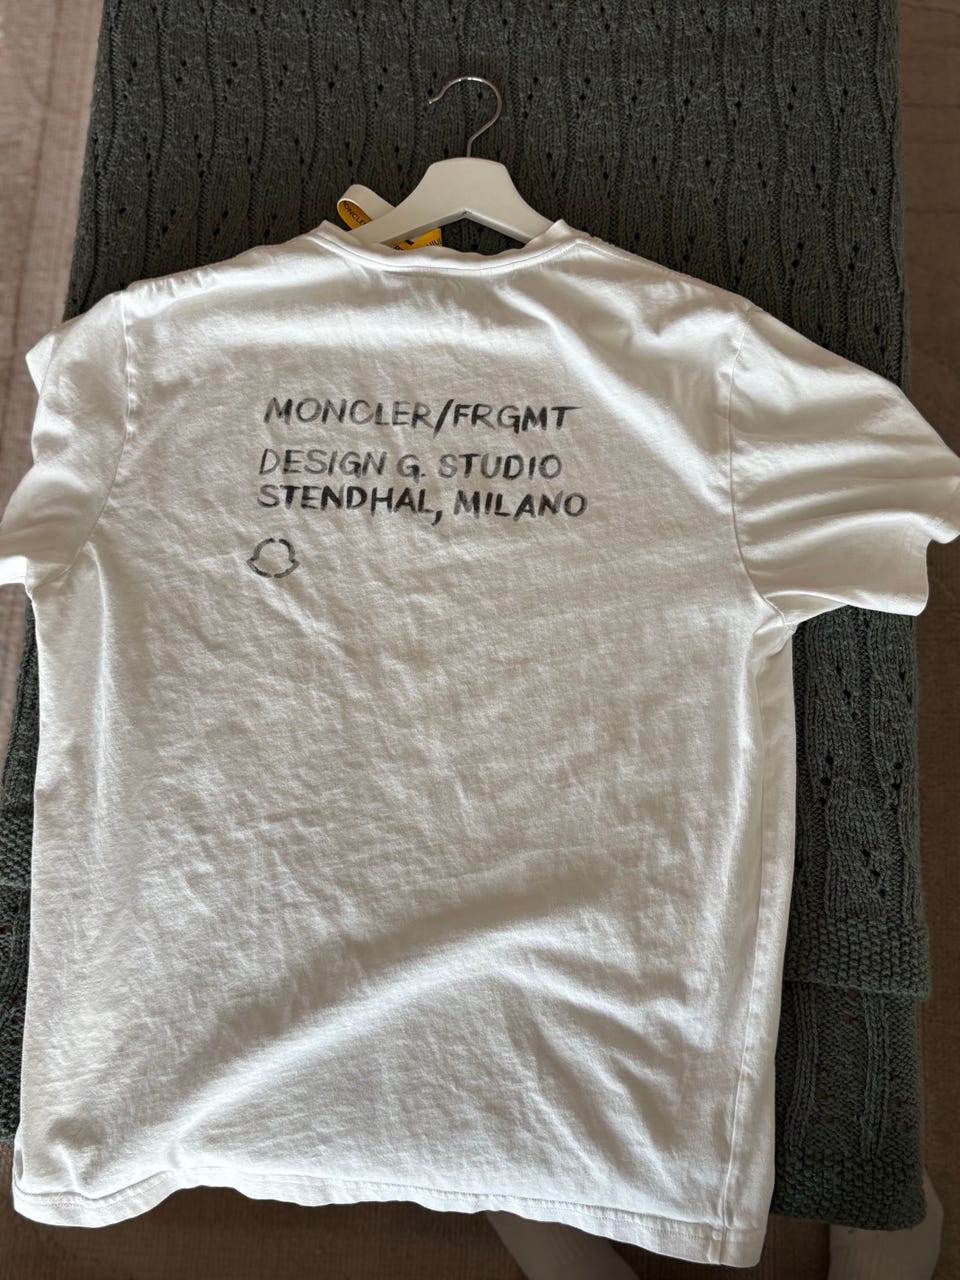 MONCLER/FRGMT
DESIGN G. STUDIO
STENDHAL, MILANO